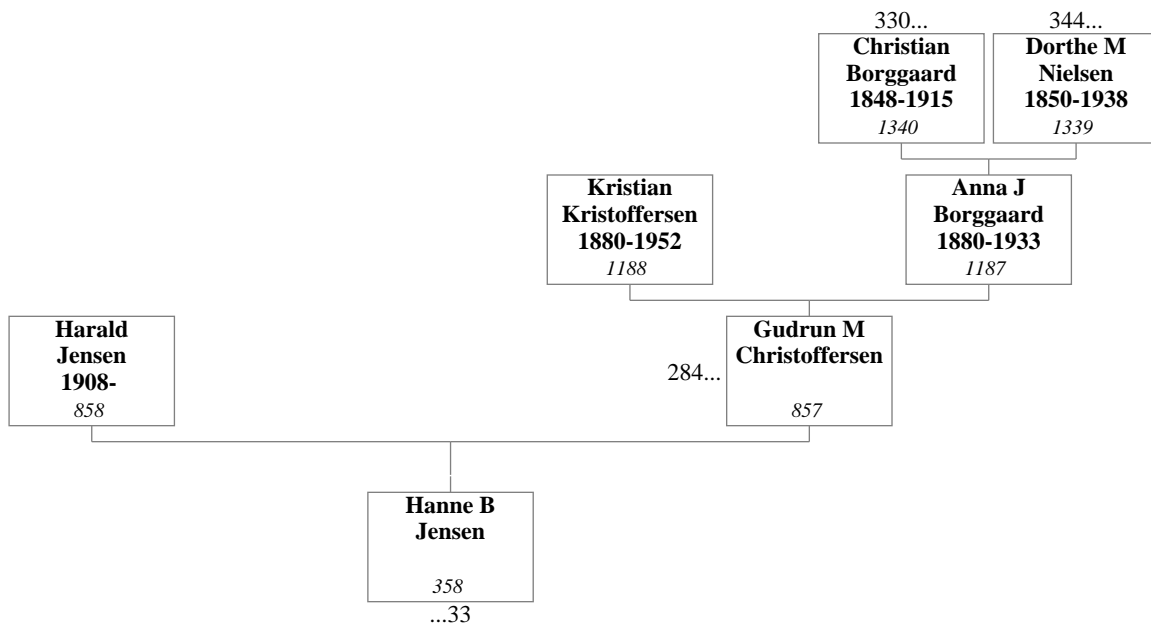 330...
Christian
Borggaard
1848-1915
1340
344...
Dorthe M
Nielsen
1850-1938
1339
Kristian
Kristoffersen
1880-1952
1188
Anna J
Borggaard
1880-1933
1187
Harald
Jensen
1908-
858
284...
Gudrun M
Christoffersen
857
Hanne B
Jensen
358
...33